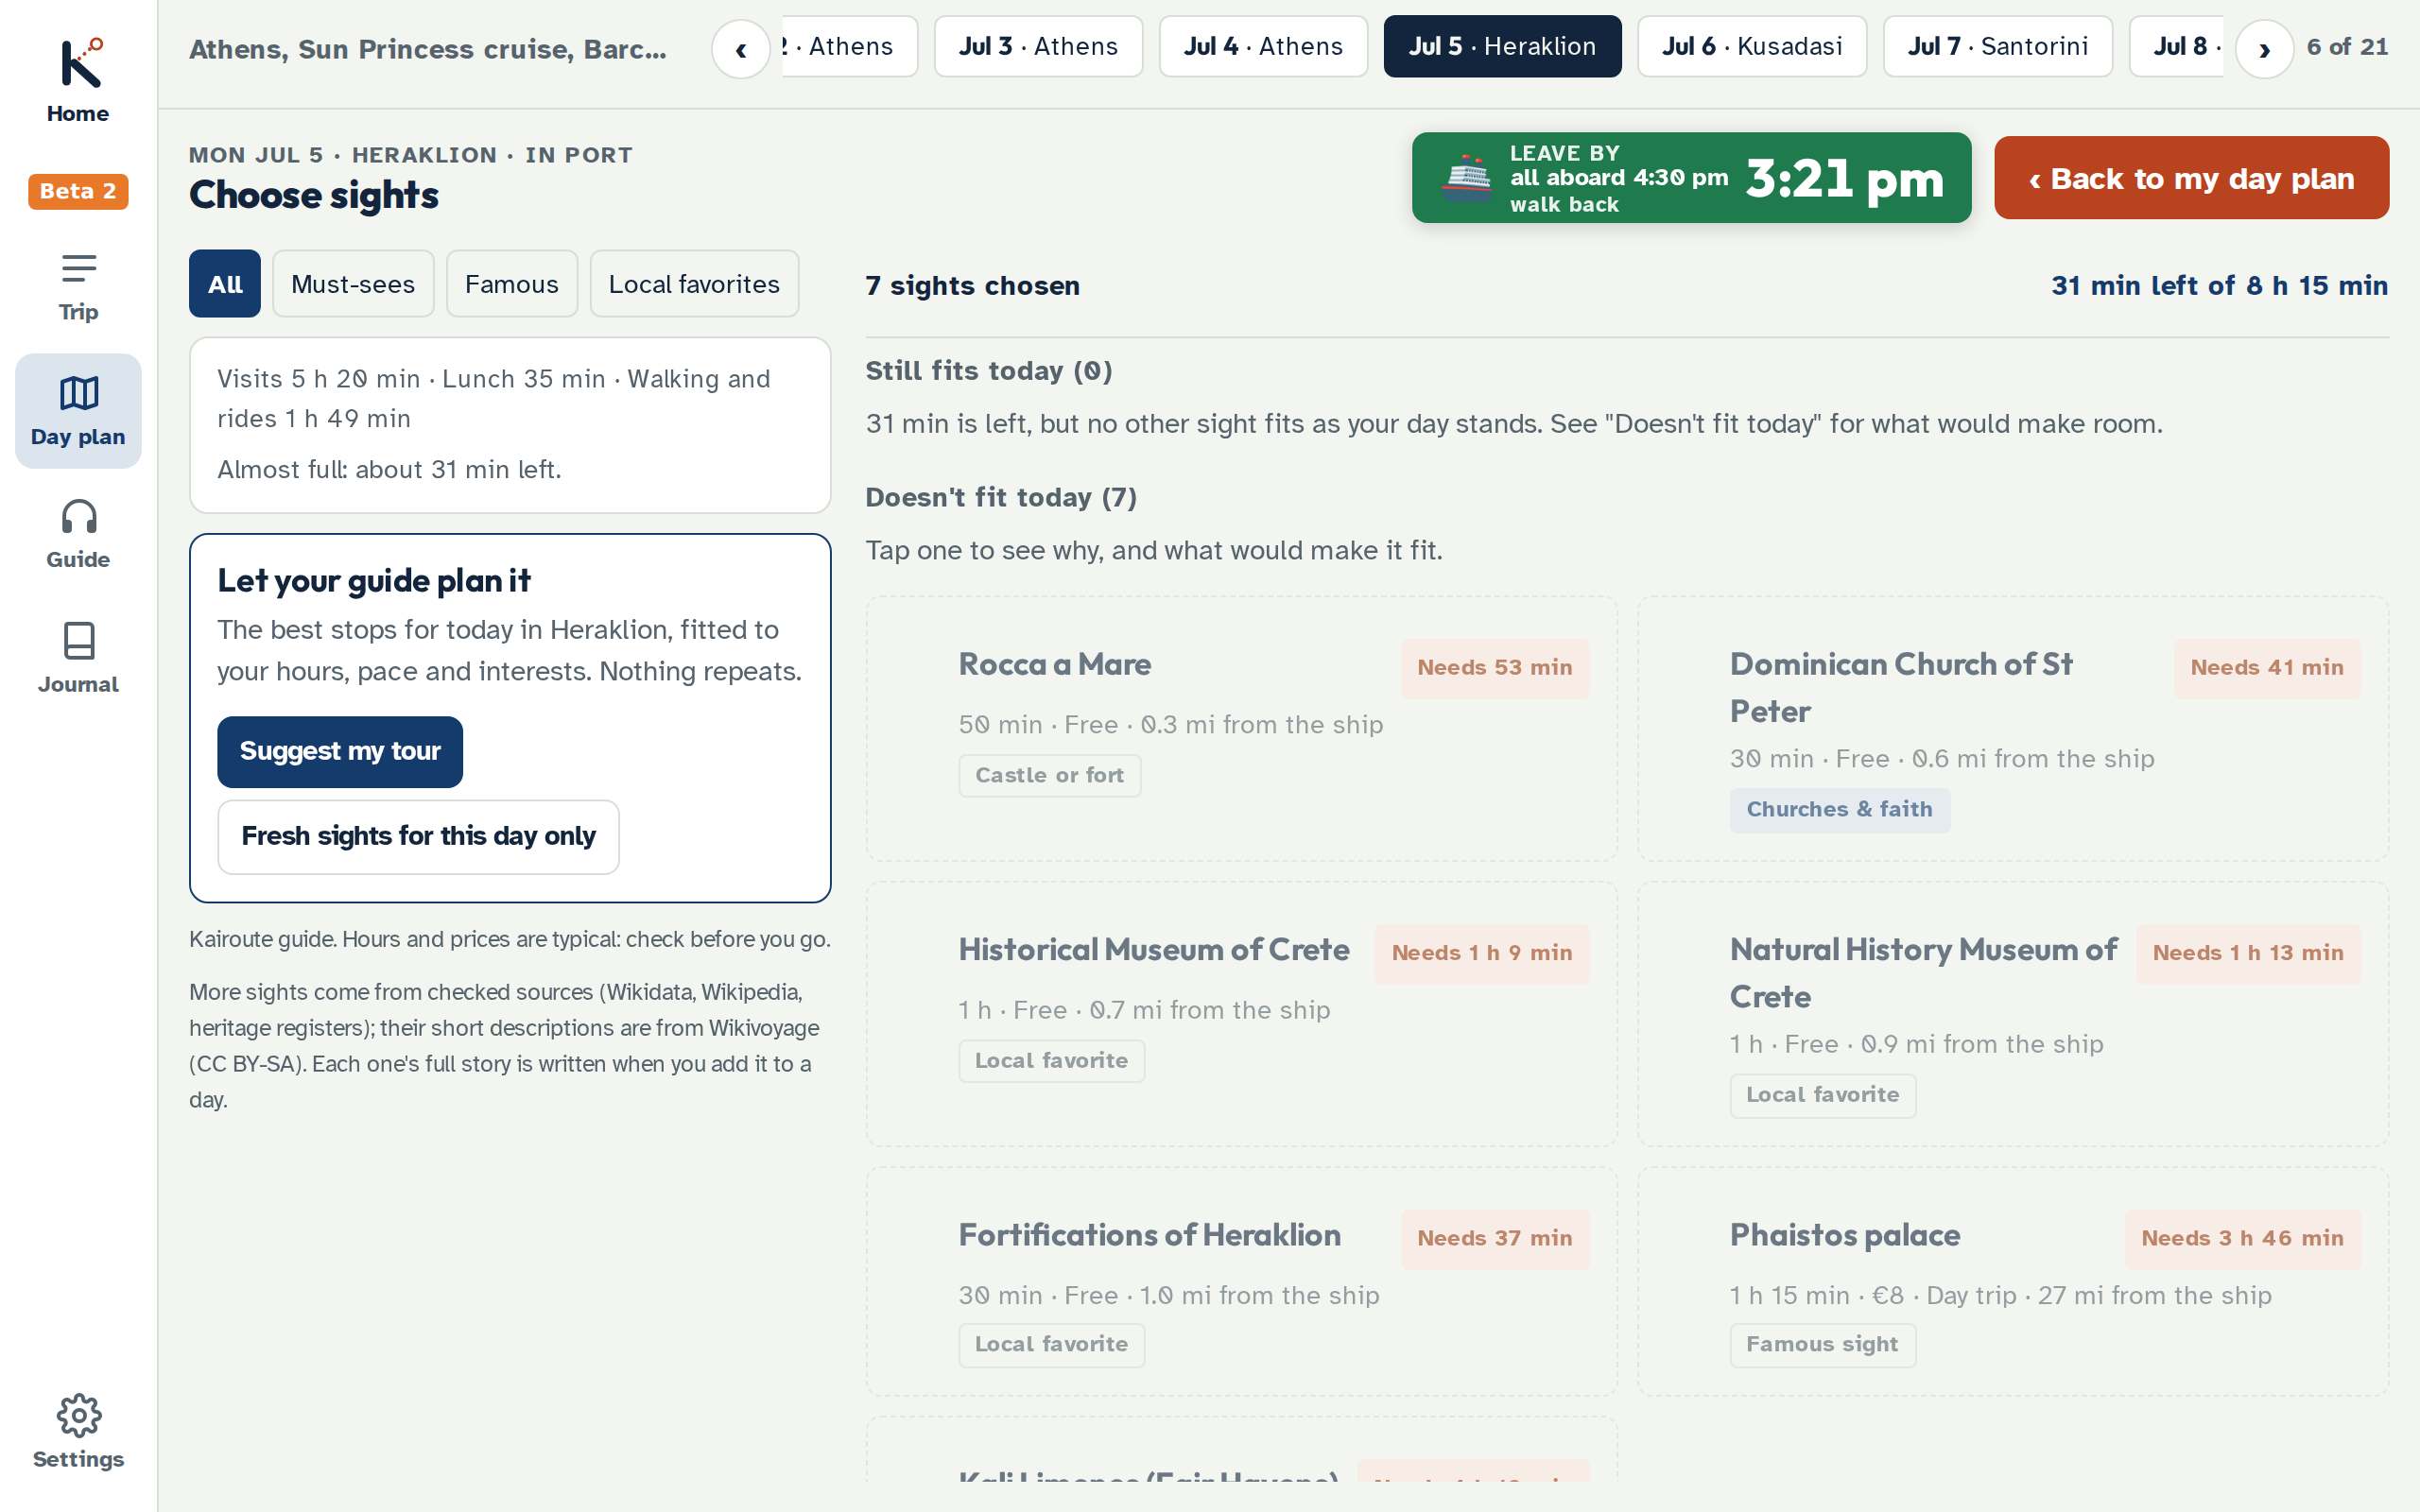 Athens, Sun Princess cruise, Barc...
‹
· Athens
Jul 3 · Athens
Jul 4 · Athens
Jul 5 · Heraklion
Jul 6 · Kusadasi
Jul 7 · Santorini
Jul 8 ·
›
6 of 21
Home
Beta 2
Trip
Day plan
Guide
Journal
Settings
MON JUL 5 · HERAKLION · IN PORT
Choose sights
LEAVE BY
all aboard 4:30 pm
walk back
3:21 pm
‹ Back to my day plan
All
Must-sees
Famous
Local favorites
Visits 5 h 20 min · Lunch 35 min · Walking and
rides 1 h 49 min
Almost full: about 31 min left.
Let your guide plan it
The best stops for today in Heraklion, fitted to
your hours, pace and interests. Nothing repeats.
Suggest my tour
Fresh sights for this day only
Kairoute guide. Hours and prices are typical: check before you go.
More sights come from checked sources (Wikidata, Wikipedia,
heritage registers); their short descriptions are from Wikivoyage
(CC BY-SA). Each one's full story is written when you add it to a
day.
7 sights chosen
31 min left of 8 h 15 min
Still fits today (0)
31 min is left, but no other sight fits as your day stands. See "Doesn't fit today" for what would make room.
Doesn't fit today (7)
Tap one to see why, and what would make it fit.
Rocca a Mare
Needs 53 min
50 min · Free · 0.3 mi from the ship
Castle or fort
Dominican Church of St
Peter
Needs 41 min
30 min · Free · 0.6 mi from the ship
Churches & faith
Historical Museum of Crete
Needs 1 h 9 min
1 h · Free · 0.7 mi from the ship
Local favorite
Natural History Museum of
Crete
Needs 1 h 13 min
1 h · Free · 0.9 mi from the ship
Local favorite
Fortifications of Heraklion
Needs 37 min
30 min · Free · 1.0 mi from the ship
Local favorite
Phaistos palace
Needs 3 h 46 min
1 h 15 min · €8 · Day trip · 27 mi from the ship
Famous sight
Kali Limenes (Fair Havens)